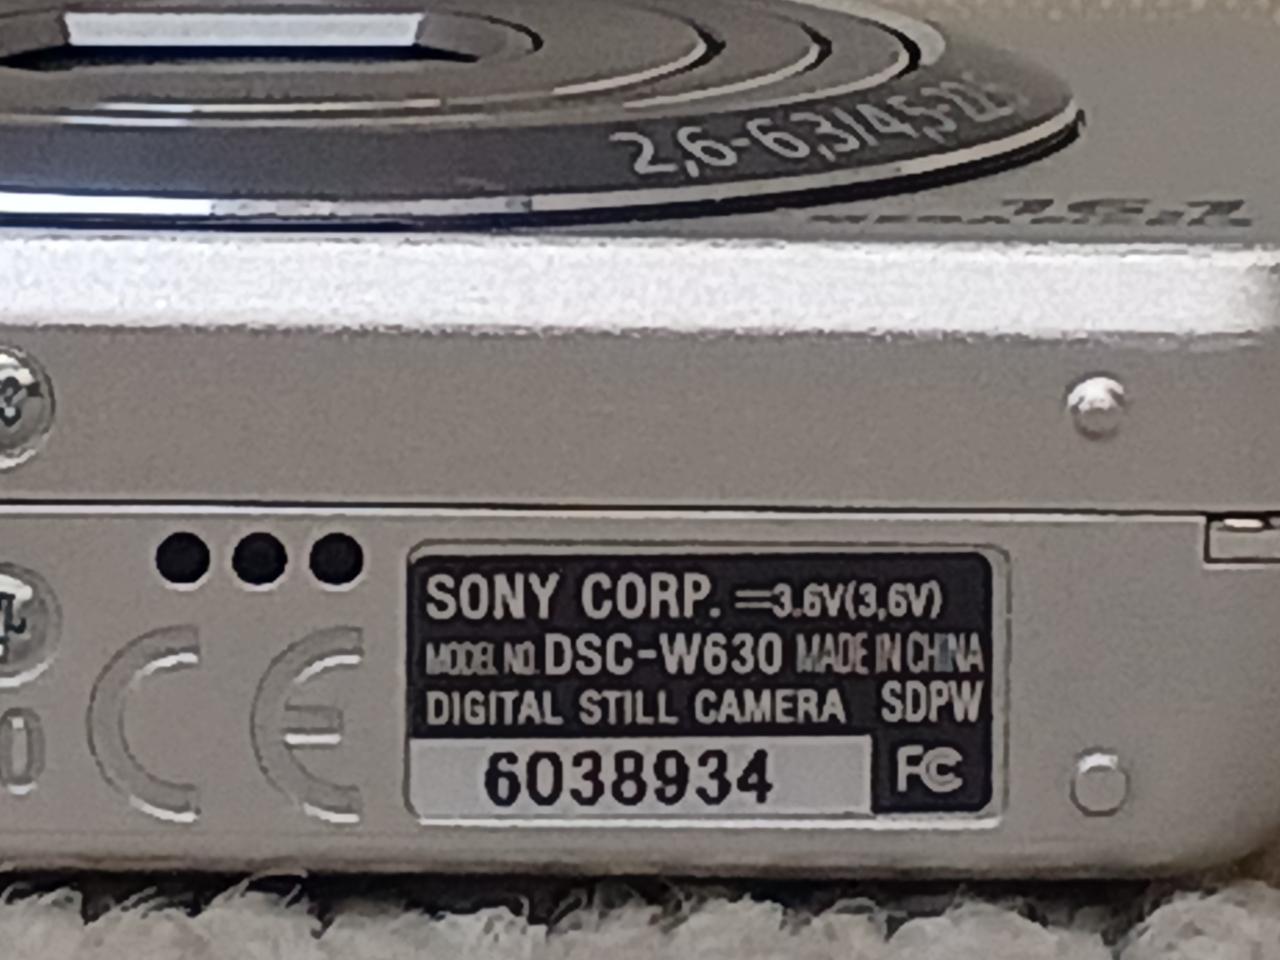 2,6-6,3/4,5-22,5
SONY CORP. ⎓3.6V(3,6V)
MODEL NO. DSC-W630 MADE IN CHINA
DIGITAL STILL CAMERA SDPW
6038934 FC
CE